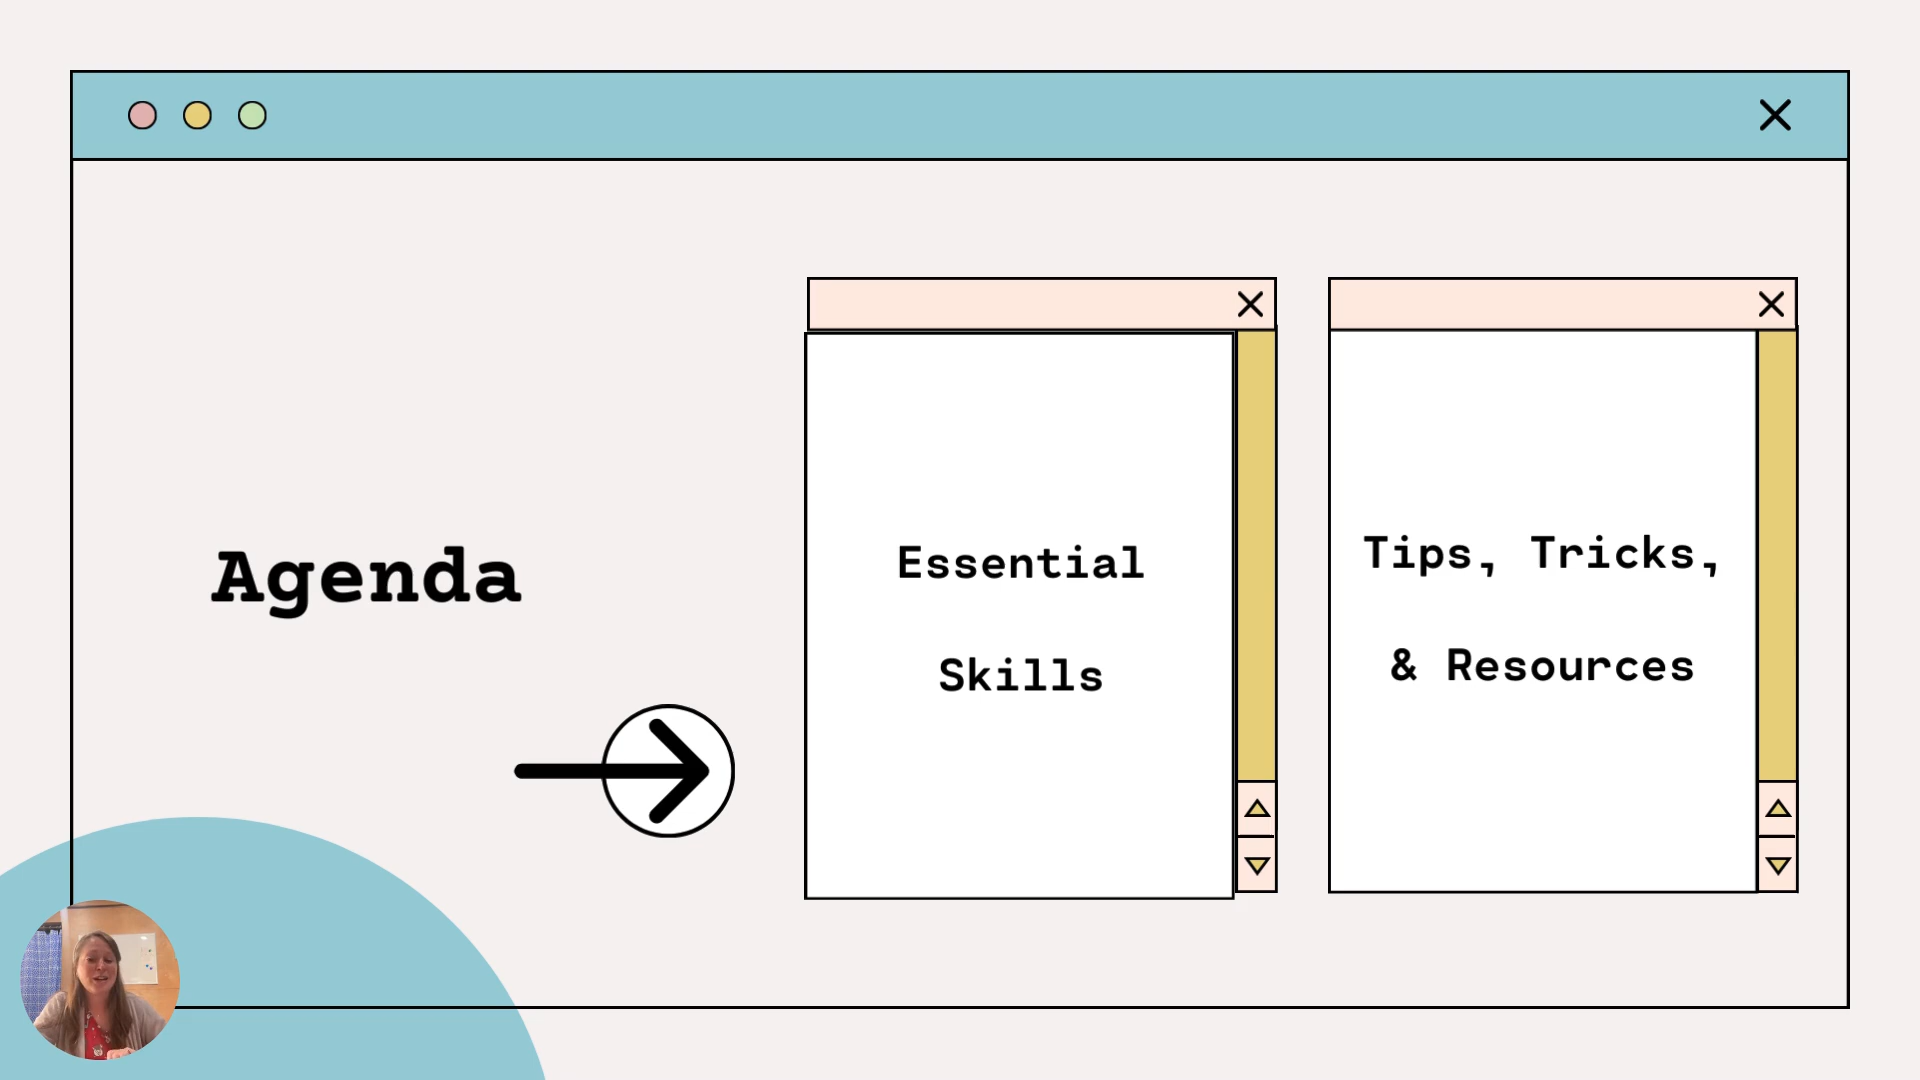 Agenda
Essential
Skills
Tips, Tricks,
& Resources